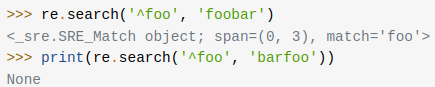 >>> re.search('^foo', 'foobar')
<_sre.SRE_Match object; span=(0, 3), match='foo'>
>>> print(re.search('^foo', 'barfoo'))
None